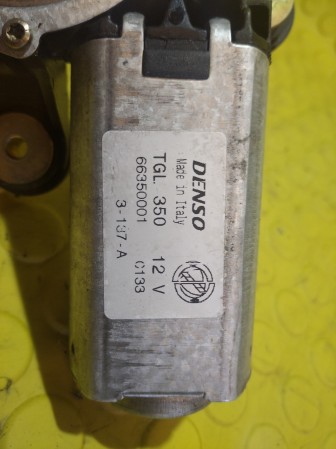 DENSO
Made in Italy
TGL 350 12 V
66350001 C133
3-137-A